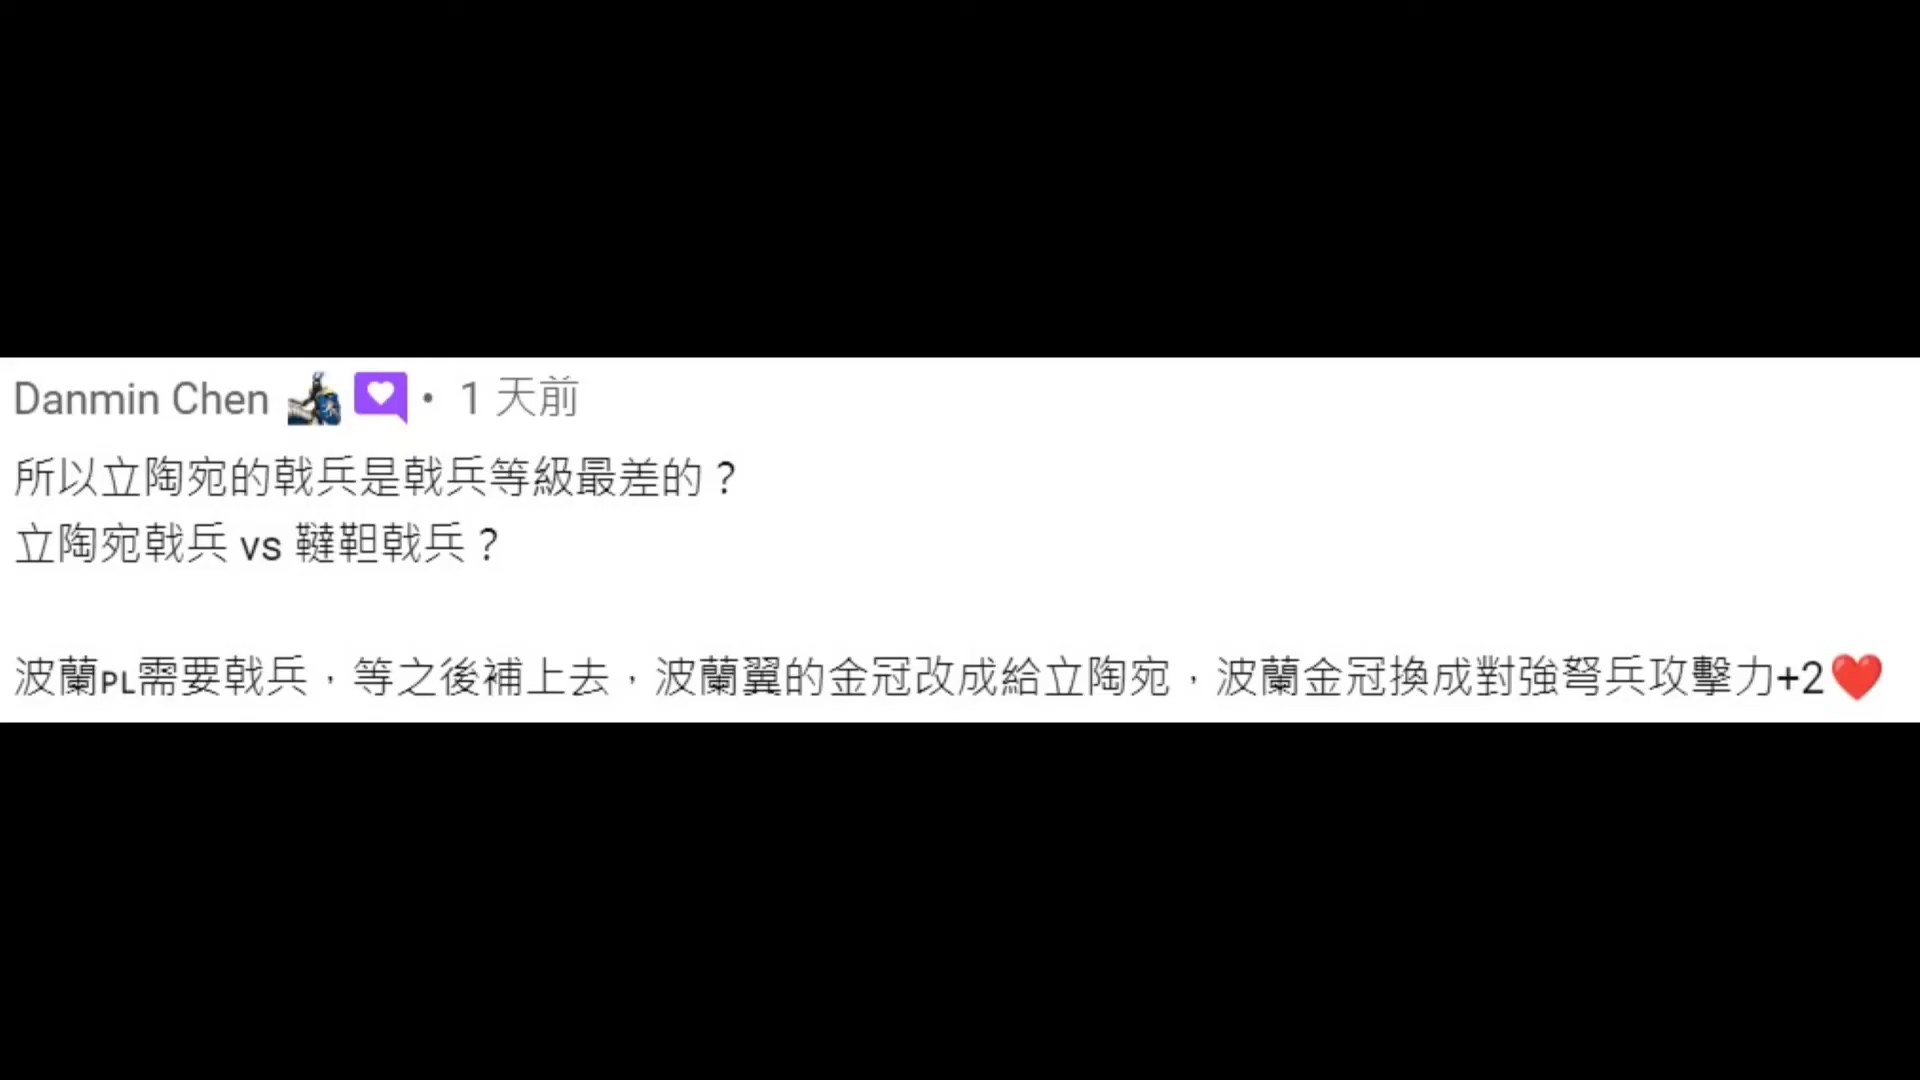 Danmin Chen • 1 天前
所以立陶宛的戟兵是戟兵等級最差的？
立陶宛戟兵 vs 韃靼戟兵？
波蘭ᴘʟ需要戟兵，等之後補上去，波蘭翼的金冠改成給立陶宛，波蘭金冠換成對強弩兵攻擊力+2❤️